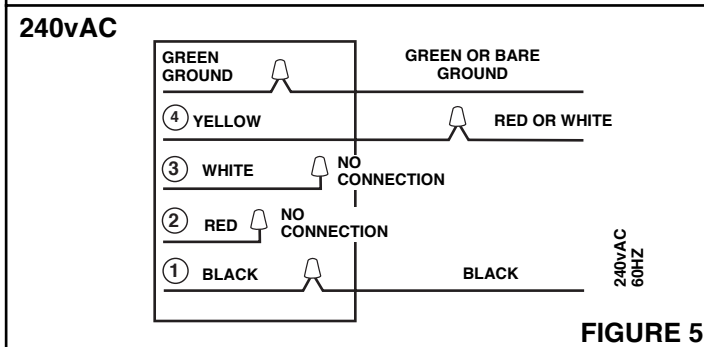 240vAC
GREEN
GROUND
GREEN OR BARE
GROUND
4 YELLOW
RED OR WHITE
3 WHITE
NO
CONNECTION
2 RED
NO
CONNECTION
1 BLACK
BLACK
240vAC
60HZ
FIGURE 5